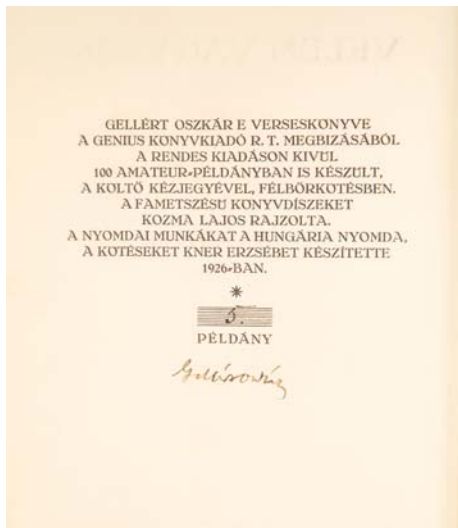 GELLÉRT OSZKÁR E VERSESKÖNYVE
A GENIUS KÖNYVKIADÓ R. T. MEGBIZÁSÁBÓL
A RENDES KIADÁSON KIVÜL
100 AMATEUR-PÉLDÁNYBAN IS KÉSZÜLT,
A KÖLTŐ KÉZJEGYÉVEL, FÉLBŐRKÖTÉSBEN.
A FAMETSZÉSÜ KÖNYVDÍSZEKET
KOZMA LAJOS RAJZOLTA.
A NYOMDAI MUNKÁKAT A HUNGÁRIA NYOMDA,
A KÖTÉSEKET KNER ERZSÉBET KÉSZÍTETTE
1926-BAN.
*
5.
PÉLDÁNY